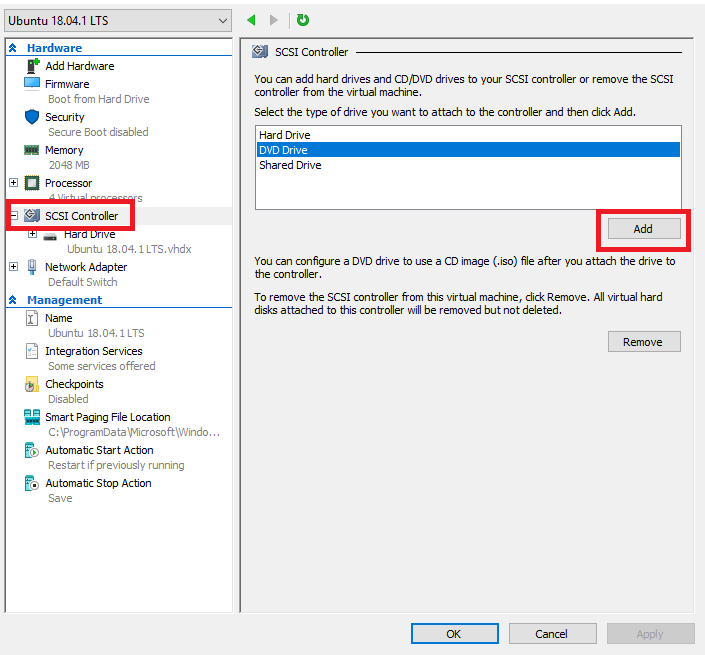 Ubuntu 18.04.1 LTS
Hardware
Add Hardware
Firmware
Boot from Hard Drive
Security
Secure Boot disabled
Memory
2048 MB
Processor
4 Virtual processors
SCSI Controller
Hard Drive
Ubuntu 18.04.1 LTS.vhdx
Network Adapter
Default Switch
Management
Name
Ubuntu 18.04.1 LTS
Integration Services
Some services offered
Checkpoints
Disabled
Smart Paging File Location
C:\ProgramData\Microsoft\Windo...
Automatic Start Action
Restart if previously running
Automatic Stop Action
Save
SCSI Controller
You can add hard drives and CD/DVD drives to your SCSI controller or remove the SCSI
controller from the virtual machine.
Select the type of drive you want to attach to the controller and then click Add.
Hard Drive
DVD Drive
Shared Drive
Add
You can configure a DVD drive to use a CD image (.iso) file after you attach the drive to
the controller.
To remove the SCSI controller from this virtual machine, click Remove. All virtual hard
disks attached to this controller will be removed but not deleted.
Remove
OK
Cancel
Apply